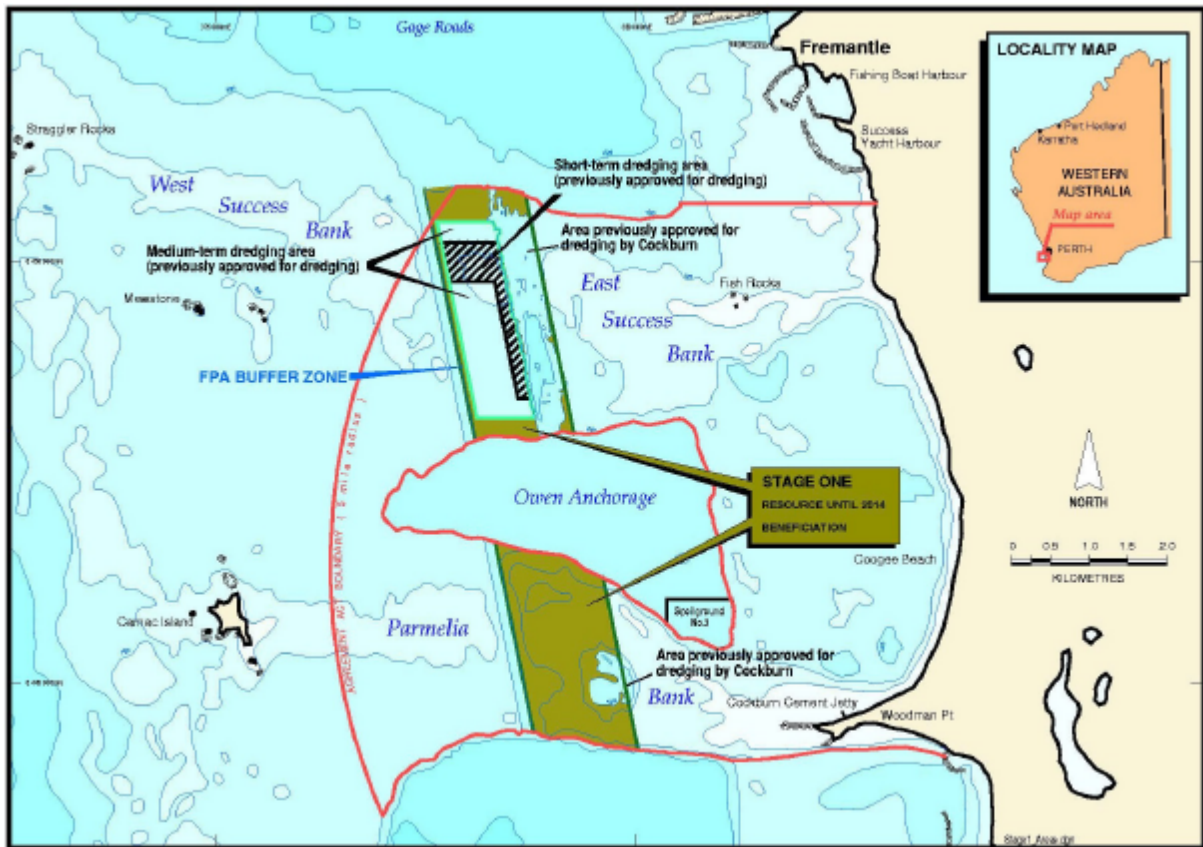 Gage Roads
Fremantle
Fishing Boat Harbour
Success
Yacht Harbour
LOCALITY MAP
Port Hedland
Karratha
WESTERN
AUSTRALIA
Map area
PERTH
Straggler Rocks
West
Success
Bank
Short-term dredging area
(previously approved for dredging)
Medium-term dredging area
(previously approved for dredging)
Area previously approved for
dredging by Cockburn
East
Success
Bank
Fish Rocks
Mewstone
FPA BUFFER ZONE
AGREEMENT ACT BOUNDARY
mile radius )
Owen Anchorage
STAGE ONE
RESOURCE UNTIL 2014
BENEFICIATION
NORTH
0 0.5 1.0 1.5 2.0
KILOMETRES
Coogee Beach
Spoilground
Carnac Island
Parmelia
Area previously approved for
dredging by Cockburn
Bank
Cockburn Cement Jetty
Woodman Pt